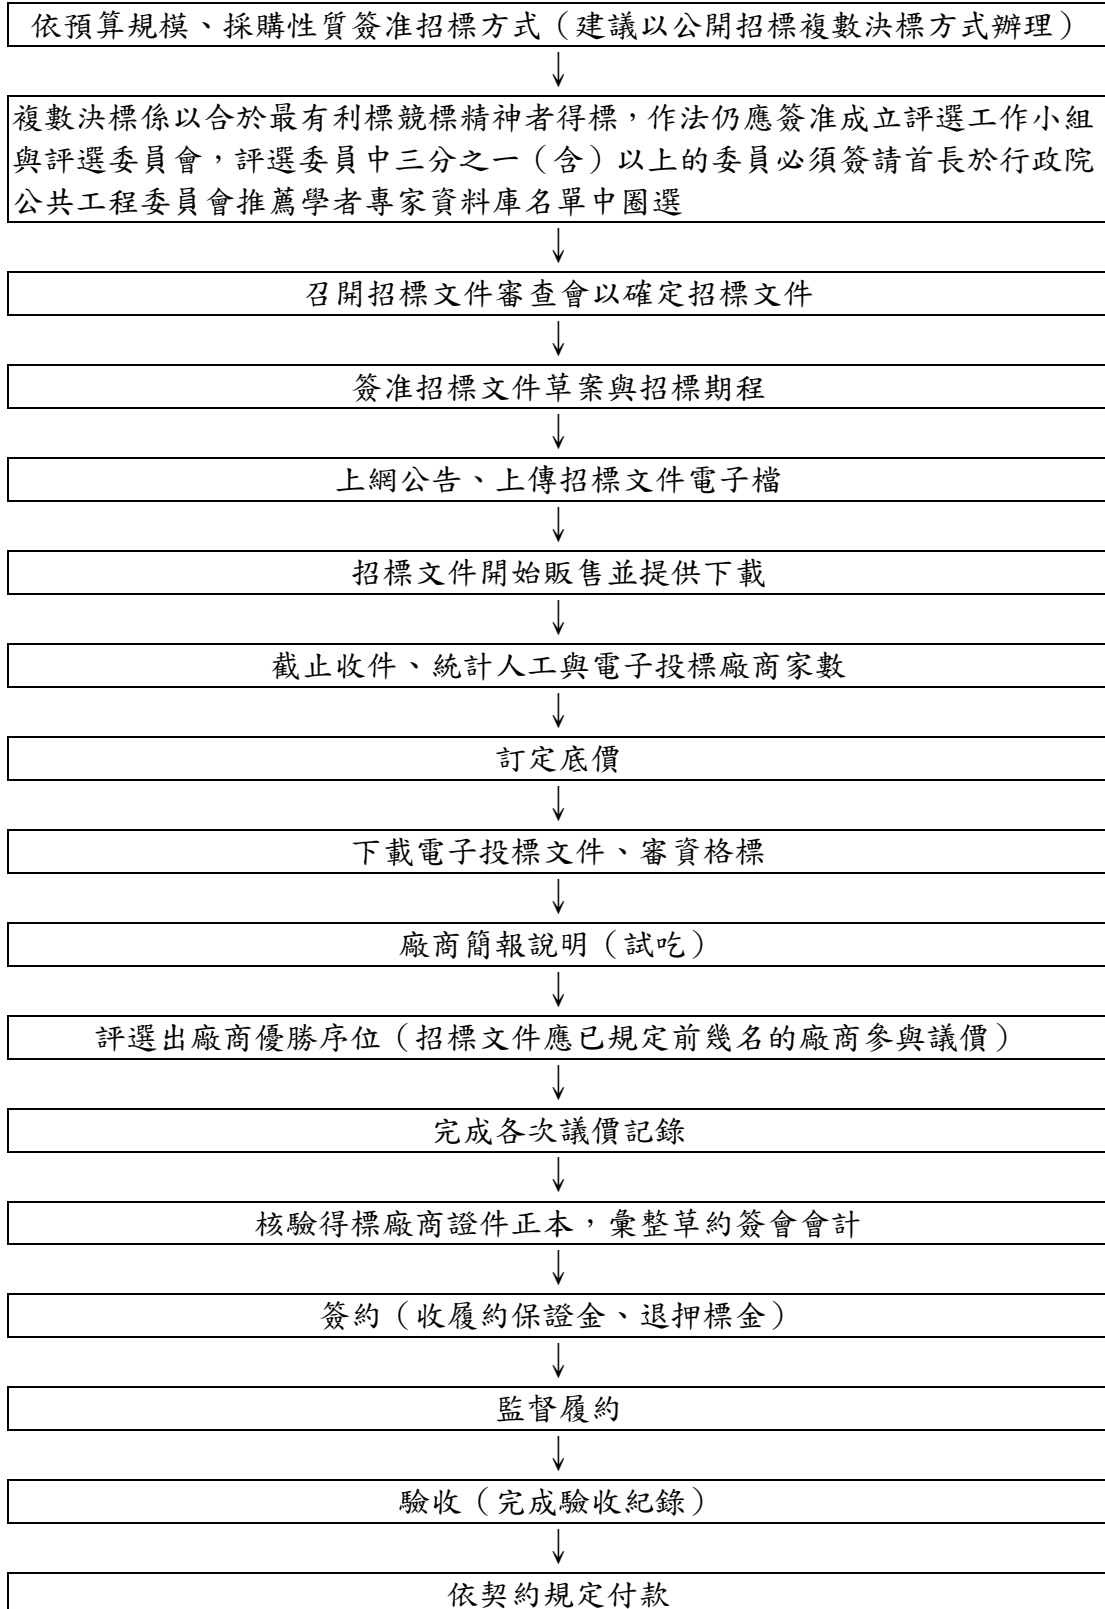 依預算規模、採購性質簽准招標方式（建議以公開招標複數決標方式辦理）
↓
複數決標係以合於最有利標競標精神者得標，作法仍應簽准成立評選工作小組
與評選委員會，評選委員中三分之一（含）以上的委員必須簽請首長於行政院
公共工程委員會推薦學者專家資料庫名單中圈選
↓
召開招標文件審查會以確定招標文件
↓
簽准招標文件草案與招標期程
↓
上網公告、上傳招標文件電子檔
↓
招標文件開始販售並提供下載
↓
截止收件、統計人工與電子投標廠商家數
↓
訂定底價
↓
下載電子投標文件、審資格標
↓
廠商簡報說明（試吃）
↓
評選出廠商優勝序位（招標文件應已規定前幾名的廠商參與議價）
↓
完成各次議價記錄
↓
核驗得標廠商證件正本，彙整草約簽會會計
↓
簽約（收履約保證金、退押標金）
↓
監督履約
↓
驗收（完成驗收紀錄）
↓
依契約規定付款